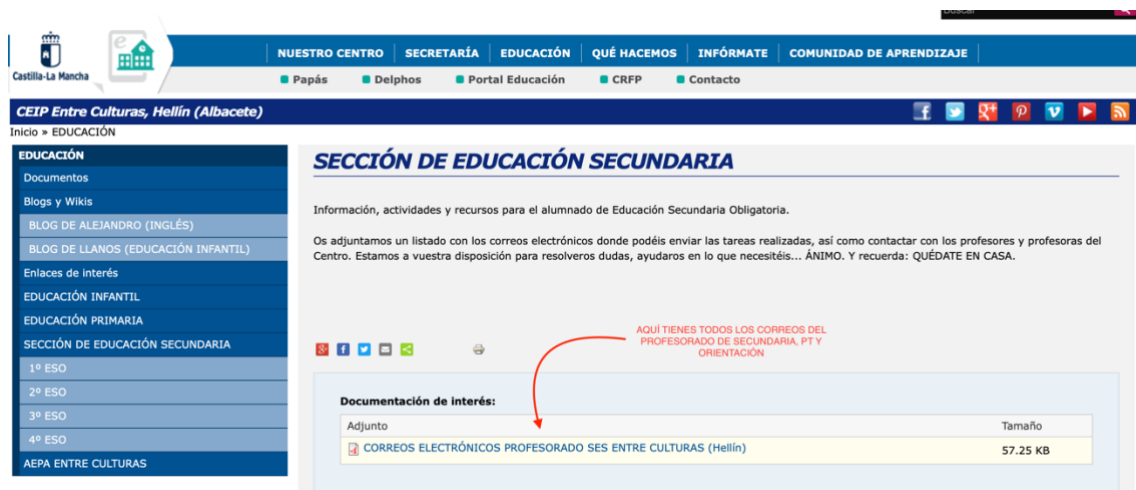 Buscar
Castilla-La Mancha
e
NUESTRO CENTRO SECRETARÍA EDUCACIÓN QUÉ HACEMOS INFÓRMATE COMUNIDAD DE APRENDIZAJE
Papás Delphos Portal Educación CRFP Contacto
CEIP Entre Culturas, Hellín (Albacete)
Inicio » EDUCACIÓN
EDUCACIÓN
Documentos
Blogs y Wikis
BLOG DE ALEJANDRO (INGLÉS)
BLOG DE LLANOS (EDUCACIÓN INFANTIL)
Enlaces de interés
EDUCACIÓN INFANTIL
EDUCACIÓN PRIMARIA
SECCIÓN DE EDUCACIÓN SECUNDARIA
1º ESO
2º ESO
3º ESO
4º ESO
AEPA ENTRE CULTURAS
SECCIÓN DE EDUCACIÓN SECUNDARIA
Información, actividades y recursos para el alumnado de Educación Secundaria Obligatoria.
Os adjuntamos un listado con los correos electrónicos donde podéis enviar las tareas realizadas, así como contactar con los profesores y profesoras del
Centro. Estamos a vuestra disposición para resolveros dudas, ayudaros en lo que necesitéis... ÁNIMO. Y recuerda: QUÉDATE EN CASA.
AQUÍ TIENES TODOS LOS CORREOS DEL
PROFESORADO DE SECUNDARIA, PT Y
ORIENTACIÓN
Documentación de interés:
Adjunto Tamaño
CORREOS ELECTRÓNICOS PROFESORADO SES ENTRE CULTURAS (Hellín) 57.25 KB